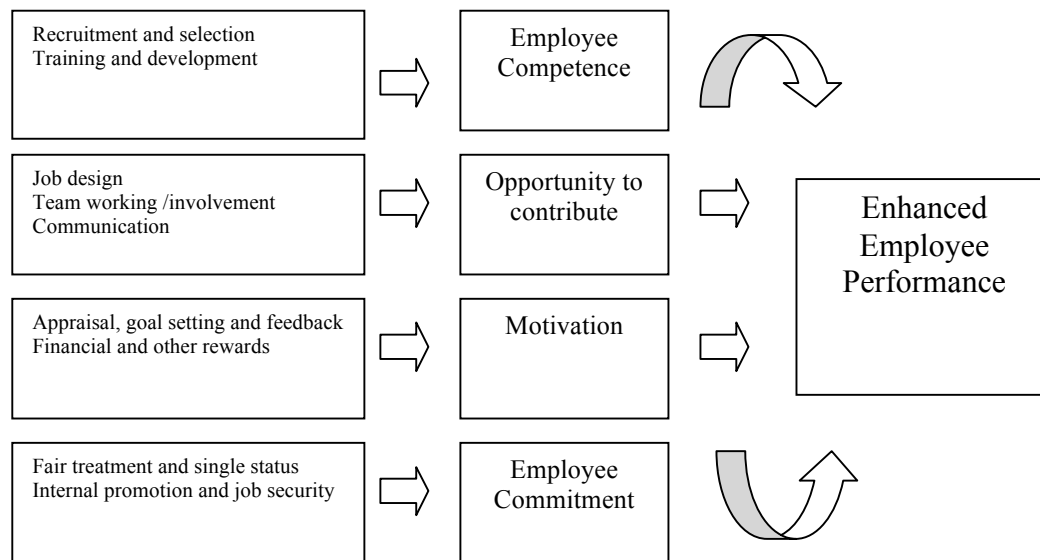 Recruitment and selection
Training and development
Employee
Competence
Job design
Team working /involvement
Communication
Opportunity to
contribute
Enhanced
Employee
Performance
Appraisal, goal setting and feedback
Financial and other rewards
Motivation
Fair treatment and single status
Internal promotion and job security
Employee
Commitment